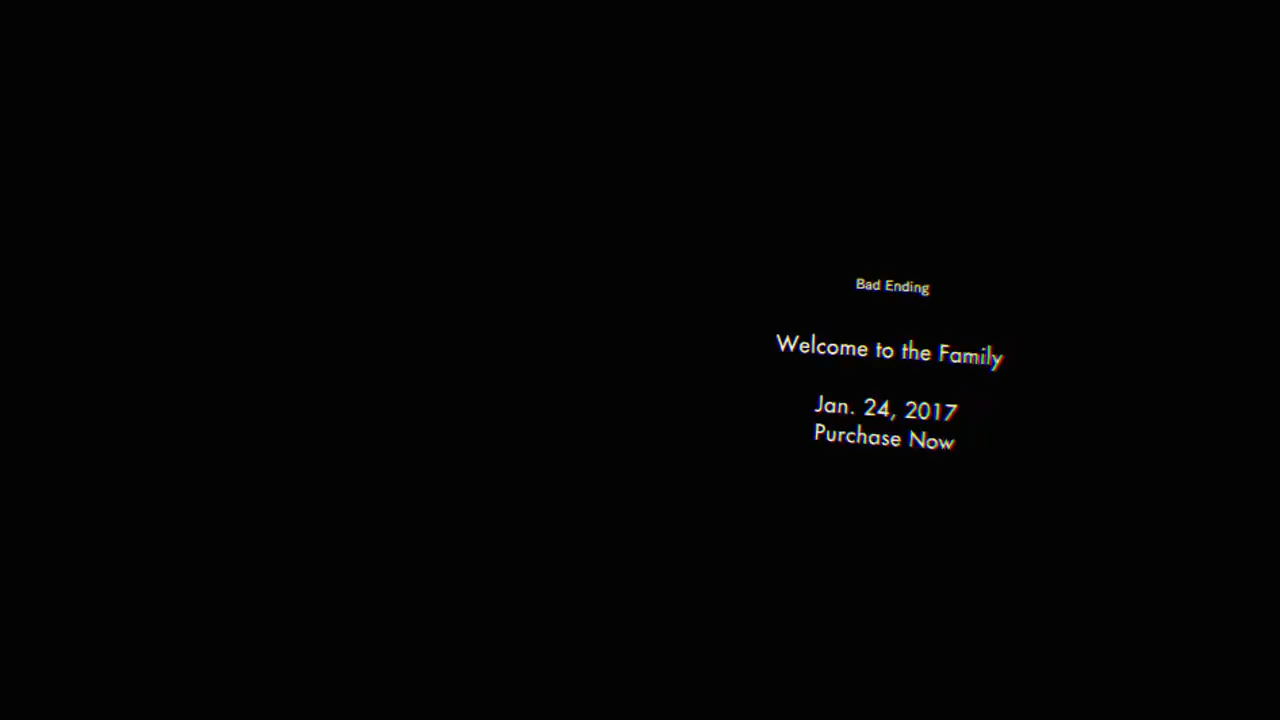 Bad Ending
Welcome to the Family
Jan. 24, 2017
Purchase Now